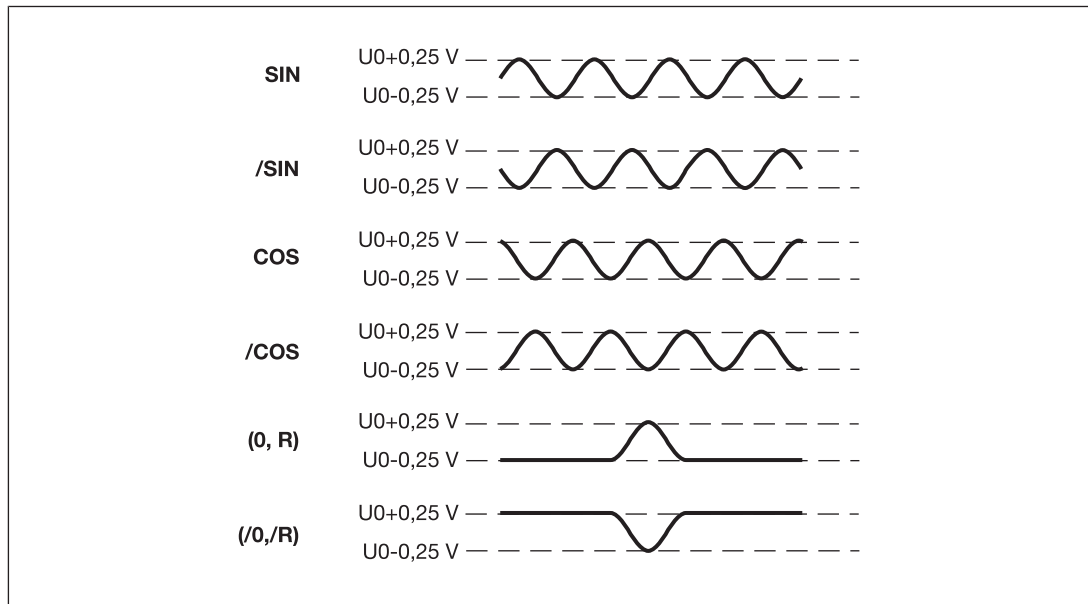 U0+0,25 V
SIN
U0-0,25 V
U0+0,25 V
/SIN
U0-0,25 V
U0+0,25 V
COS
U0-0,25 V
U0+0,25 V
/COS
U0-0,25 V
U0+0,25 V
(0, R)
U0-0,25 V
U0+0,25 V
(/0,/R)
U0-0,25 V